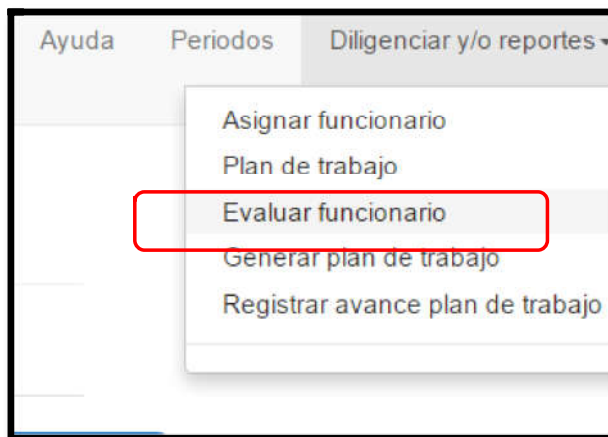 Ayuda Periodos Diligenciar y/o reportes
Asignar funcionario
Plan de trabajo
Evaluar funcionario
Generar plan de trabajo
Registrar avance plan de trabajo